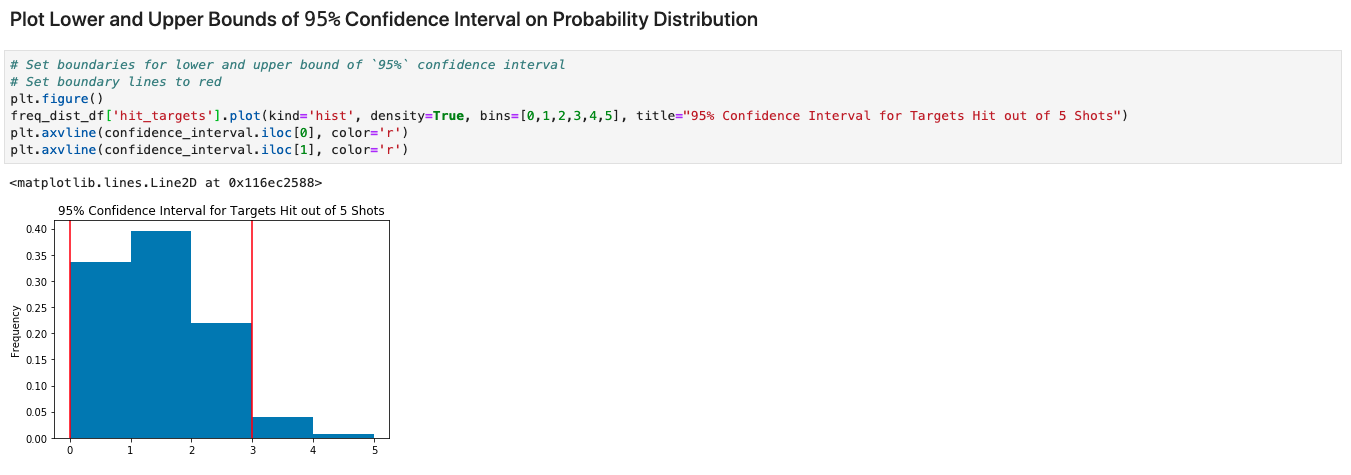 Plot Lower and Upper Bounds of 95% Confidence Interval on Probability Distribution
# Set boundaries for lower and upper bound of `95%` confidence interval
# Set boundary lines to red
plt.figure()
freq_dist_df['hit_targets'].plot(kind='hist', density=True, bins=[0,1,2,3,4,5], title="95% Confidence Interval for Targets Hit out of 5 Shots")
plt.axvline(confidence_interval.iloc[0], color='r')
plt.axvline(confidence_interval.iloc[1], color='r')
<matplotlib.lines.Line2D at 0x116ec2588>
95% Confidence Interval for Targets Hit out of 5 Shots
0.40
0.35
0.30
0.25
0.20
0.15
0.10
0.05
0.00
Frequency
0 1 2 3 4 5